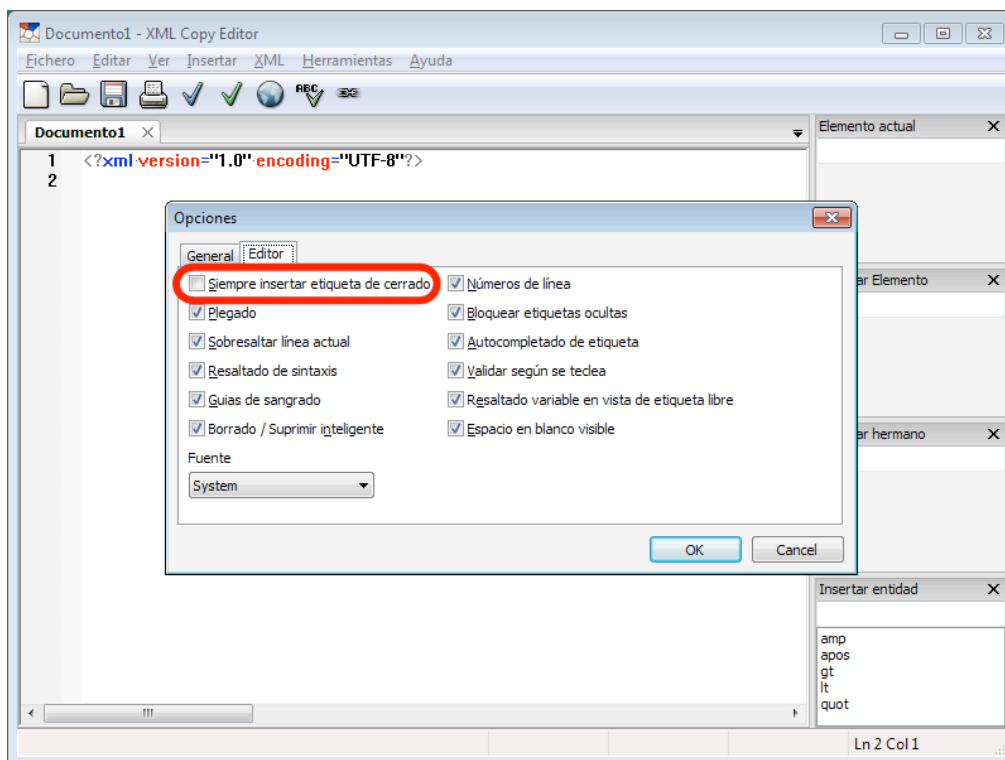 Documento1 - XML Copy Editor
Fichero Editar Ver Insertar XML Herramientas Ayuda
ABC
Documento1
Elemento actual
1 <?xml·version="1.0"·encoding="UTF-8"?>
2
Opciones
General Editor
Siempre insertar etiqueta de cerrado
Números de línea
Plegado
Bloquear etiquetas ocultas
Sobresaltar línea actual
Autocompletado de etiqueta
Resaltado de sintaxis
Validar según se teclea
Guias de sangrado
Resaltado variable en vista de etiqueta libre
Borrado / Suprimir inteligente
Espacio en blanco visible
Fuente
System
OK Cancel
ar Elemento
ar hermano
Insertar entidad
amp
apos
gt
lt
quot
Ln 2 Col 1